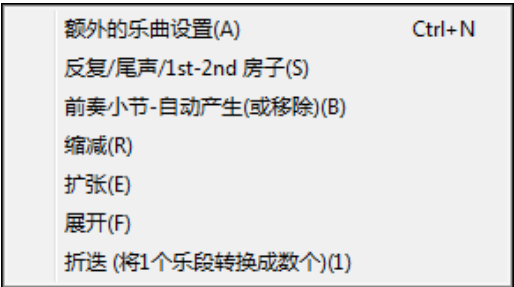 额外的乐曲设置(A) Ctrl+N
反复/尾声/1st-2nd 房子(S)
前奏小节-自动产生(或移除)(B)
缩减(R)
扩张(E)
展开(F)
折迭 (将1个乐段转换成数个)(1)